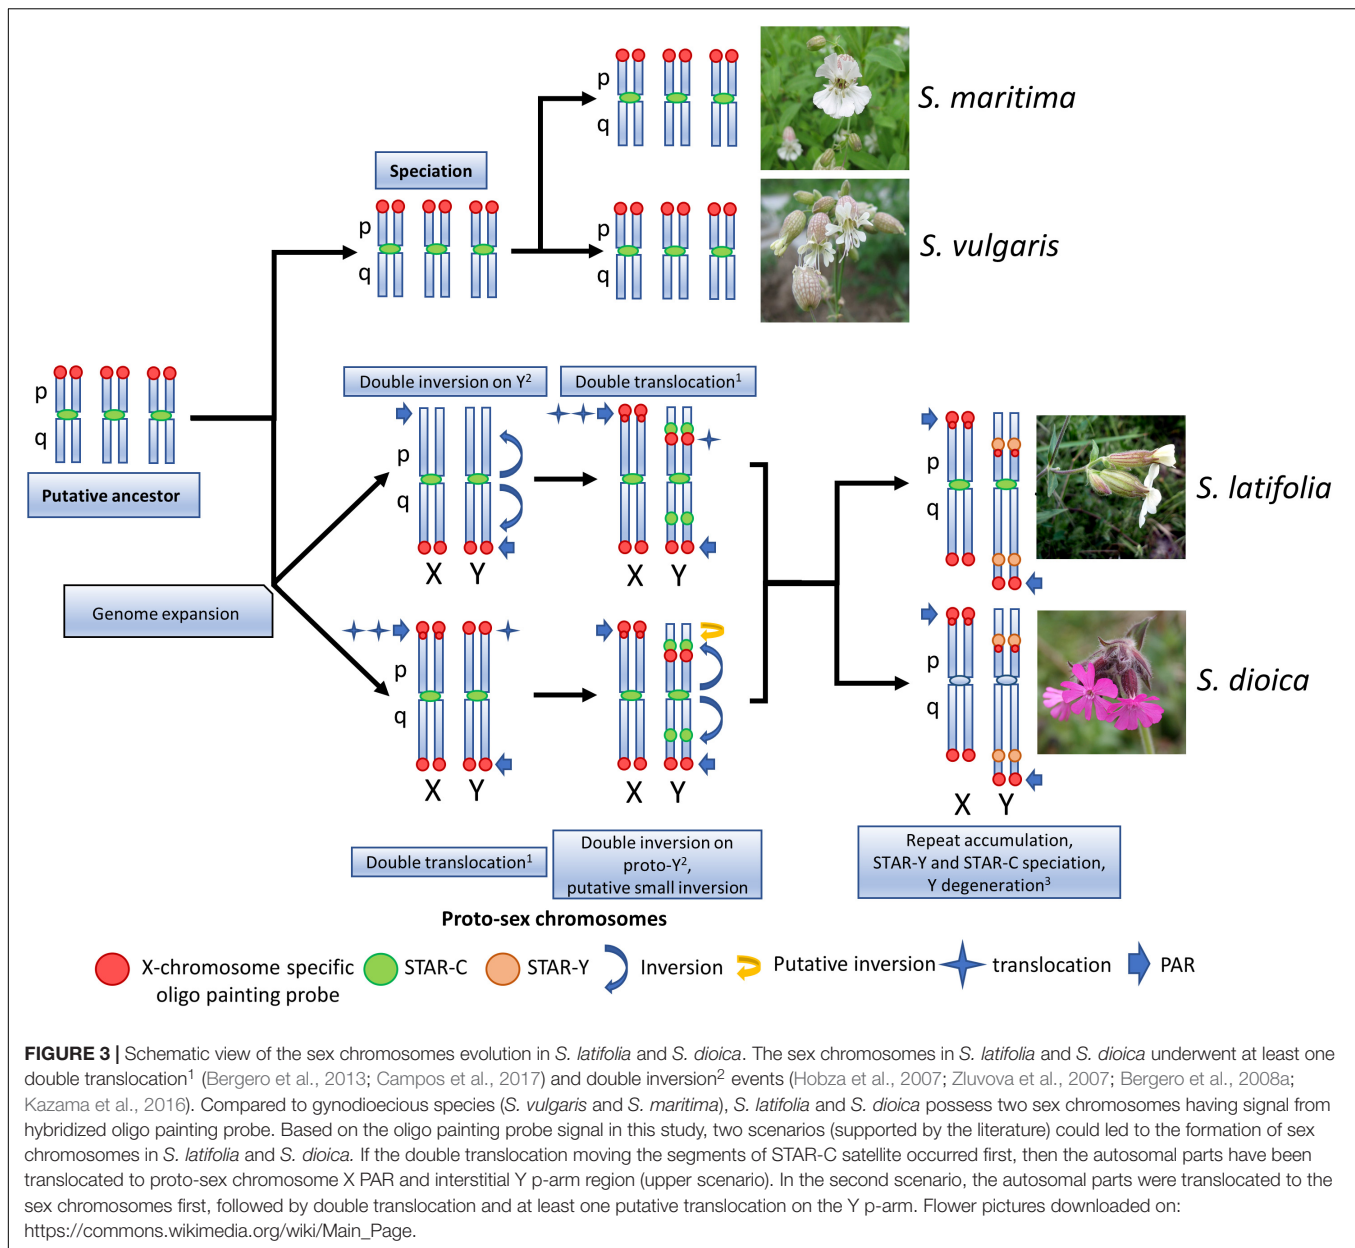 p
q
S. maritima
Speciation
p
q
p
q
S. vulgaris
p
q
Putative ancestor
Double inversion on Y2
Double translocation1
p
q
X Y
X Y
p
q
S. latifolia
Genome expansion
p
q
X Y
X Y
p
q
X Y
S. dioica
Double translocation1
Double inversion on
proto-Y2,
putative small inversion
Repeat accumulation,
STAR-Y and STAR-C speciation,
Y degeneration3
Proto-sex chromosomes
X-chromosome specific
oligo painting probe
STAR-C
STAR-Y
Inversion
Putative inversion
translocation
PAR
FIGURE 3 | Schematic view of the sex chromosomes evolution in S. latifolia and S. dioica. The sex chromosomes in S. latifolia and S. dioica underwent at least one
double translocation1 (Bergero et al., 2013; Campos et al., 2017) and double inversion2 events (Hobza et al., 2007; Zluvova et al., 2007; Bergero et al., 2008a;
Kazama et al., 2016). Compared to gynodioecious species (S. vulgaris and S. maritima), S. latifolia and S. dioica possess two sex chromosomes having signal from
hybridized oligo painting probe. Based on the oligo painting probe signal in this study, two scenarios (supported by the literature) could led to the formation of sex
chromosomes in S. latifolia and S. dioica. If the double translocation moving the segments of STAR-C satellite occurred first, then the autosomal parts have been
translocated to proto-sex chromosome X PAR and interstitial Y p-arm region (upper scenario). In the second scenario, the autosomal parts were translocated to the
sex chromosomes first, followed by double translocation and at least one putative translocation on the Y p-arm. Flower pictures downloaded on:
https://commons.wikimedia.org/wiki/Main_Page.